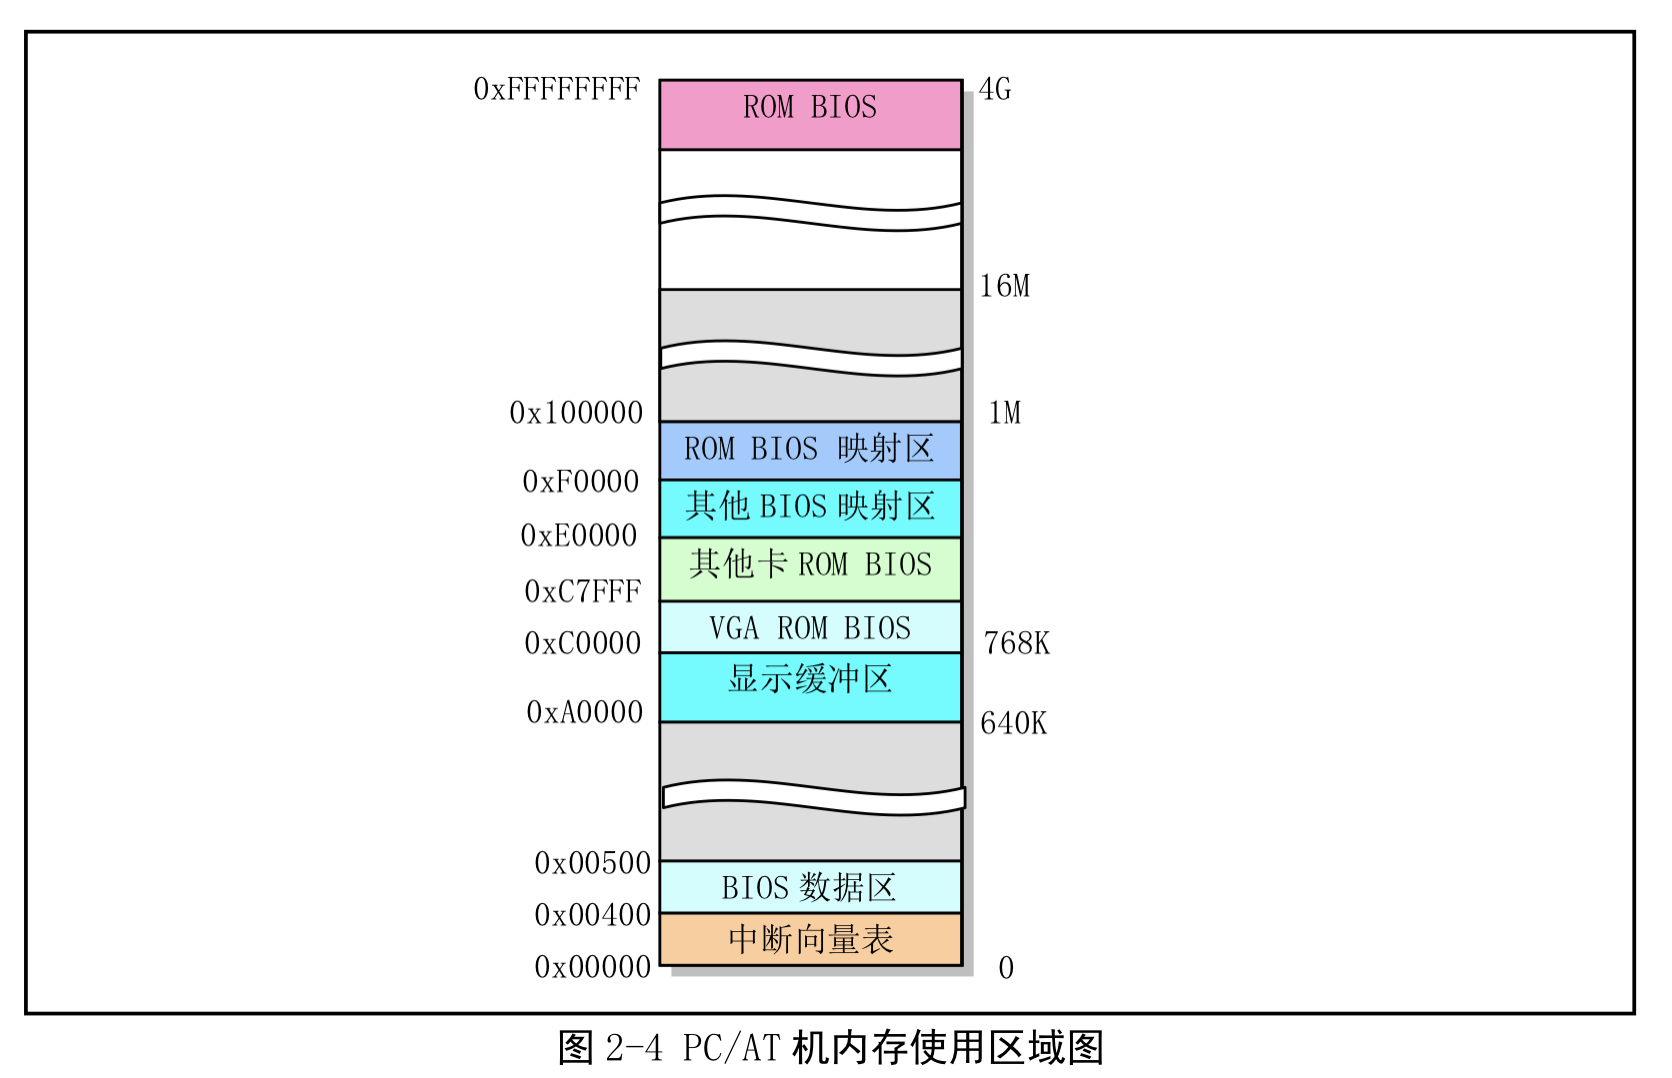 0xFFFFFFFF
ROM BIOS
4G
16M
0x100000
1M
ROM BIOS 映射区
0xF0000
其他 BIOS 映射区
0xE0000
其他卡 ROM BIOS
0xC7FFF
VGA ROM BIOS
0xC0000
768K
显示缓冲区
0xA0000
640K
0x00500
BIOS 数据区
0x00400
中断向量表
0x00000
0
图 2-4 PC/AT 机内存使用区域图